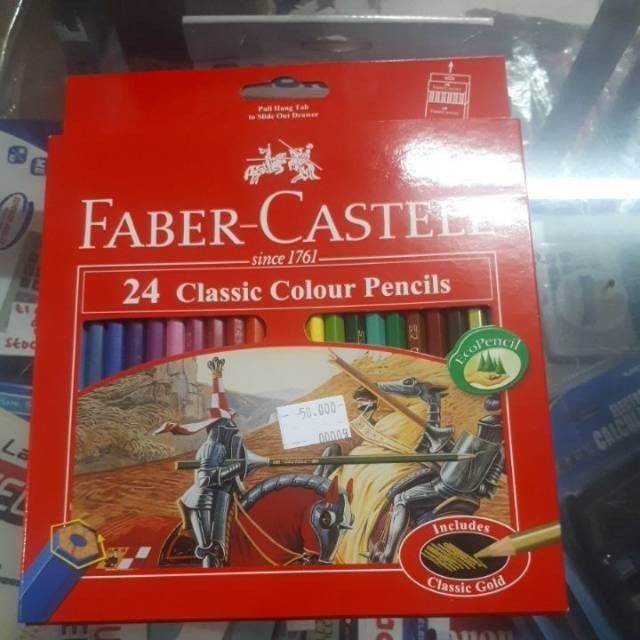 Pull Hang Tab
to Slide Out Drawer
FABER-CASTELL
since 1761
24 Classic Colour Pencils
EcoPencil
50.000
00009
Includes
Classic Gold